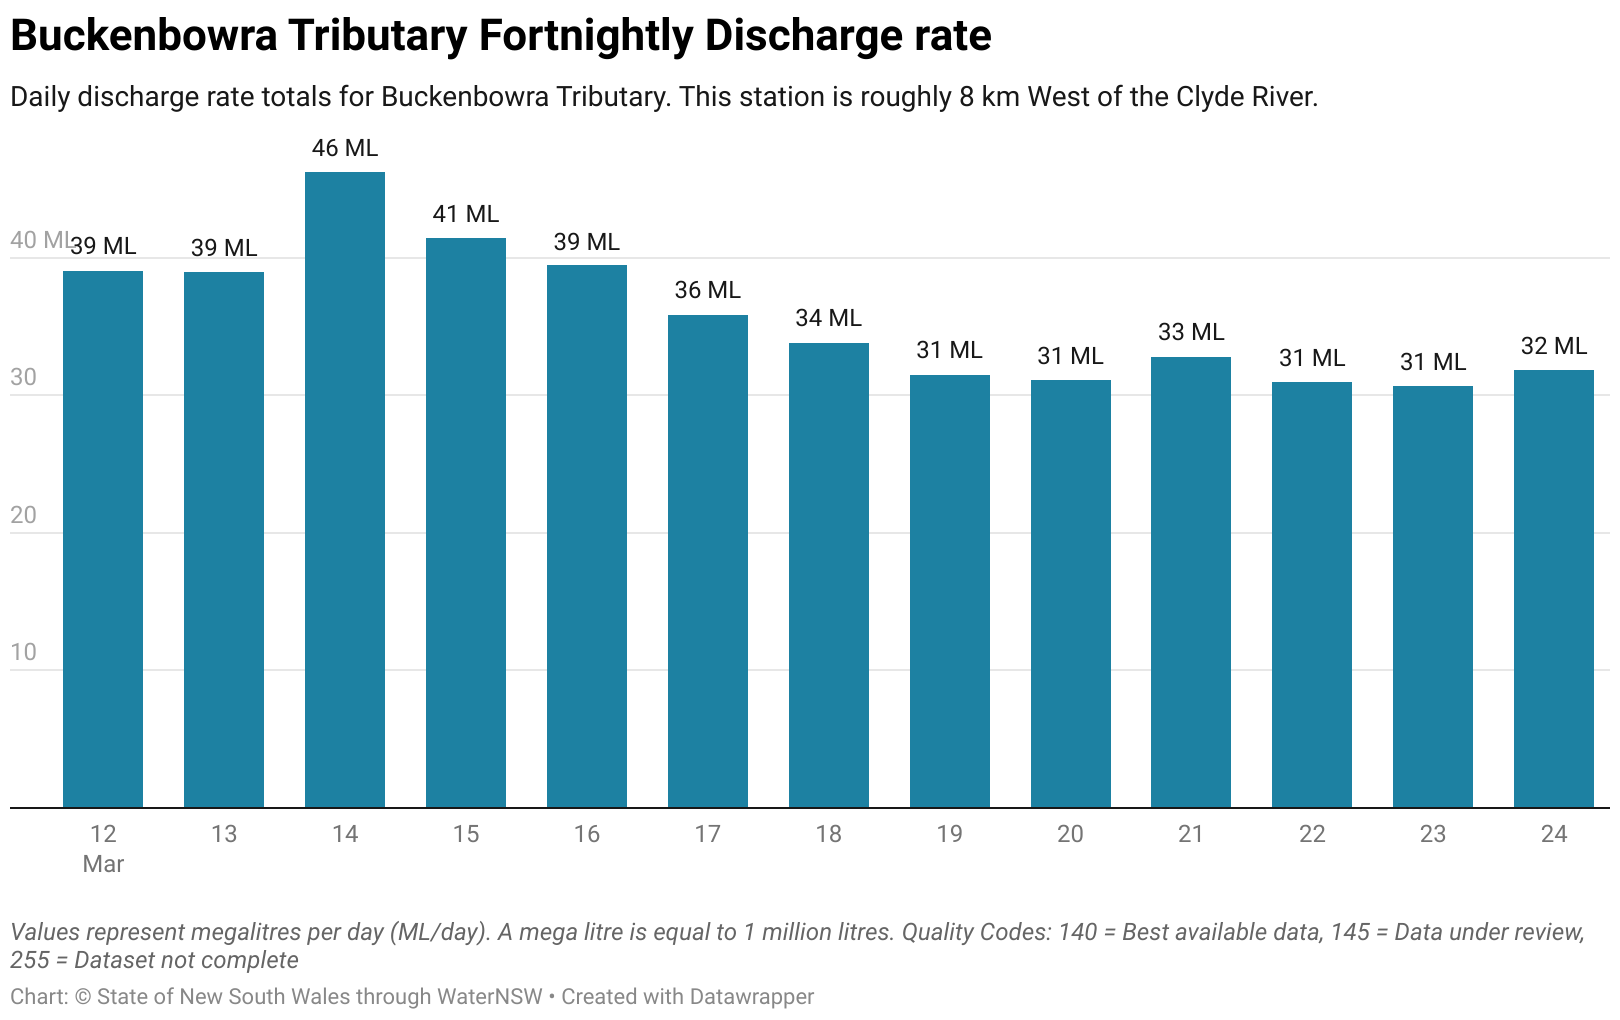 Buckenbowra Tributary Fortnightly Discharge rate
Daily discharge rate totals for Buckenbowra Tributary. This station is roughly 8 km West of the Clyde River.
46 ML
41 ML
40 ML
39 ML
39 ML
39 ML
36 ML
34 ML
33 ML
32 ML
31 ML
31 ML
31 ML
31 ML
30
20
10
12 13 14 15 16 17 18 19 20 21 22 23 24
Mar
Values represent megalitres per day (ML/day). A mega litre is equal to 1 million litres. Quality Codes: 140 = Best available data, 145 = Data under review,
255 = Dataset not complete
Chart: © State of New South Wales through WaterNSW • Created with Datawrapper